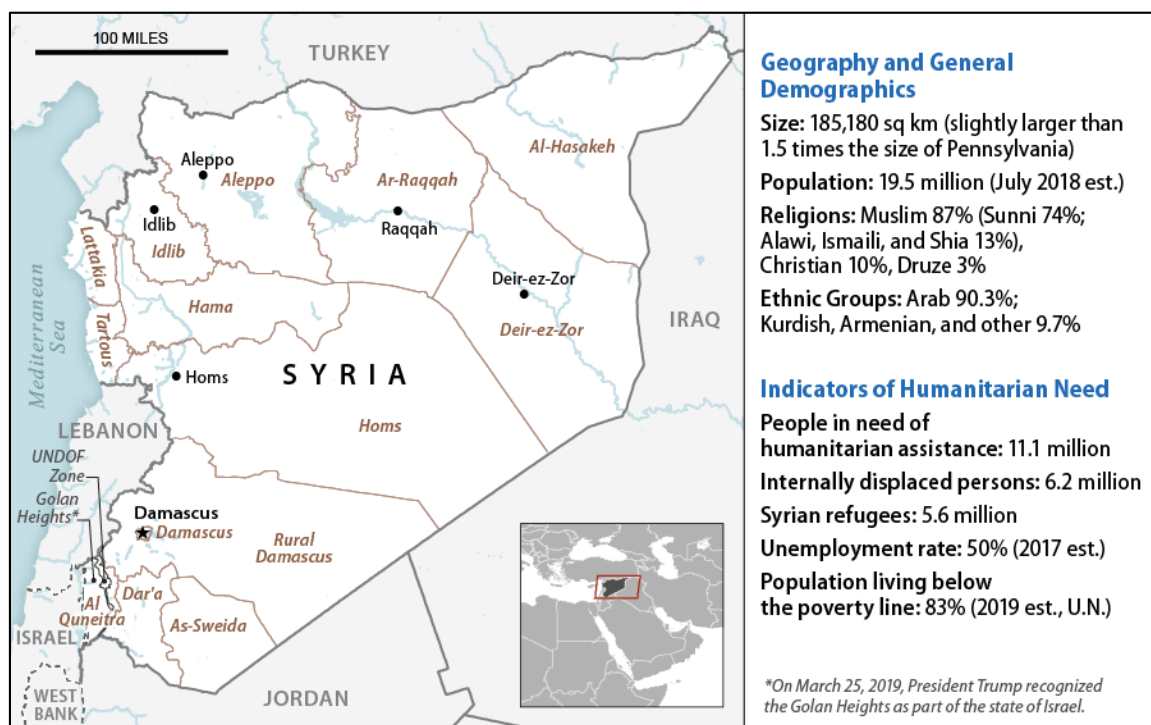 100 MILES
TURKEY
Aleppo
Aleppo
Al-Hasakeh
Ar-Raqqah
Idlib
Idlib
Raqqah
Lattakia
Deir-ez-Zor
Hama
Deir-ez-Zor
IRAQ
Tartous
Mediterranean
Sea
Homs
SYRIA
Homs
LEBANON
UNDOF
Zone
Golan
Heights*
Damascus
Damascus
Rural
Damascus
Dar'a
Al
Quneitra
As-Sweida
ISRAEL
WEST
BANK
JORDAN
Geography and General
Demographics
Size: 185,180 sq km (slightly larger than
1.5 times the size of Pennsylvania)
Population: 19.5 million (July 2018 est.)
Religions: Muslim 87% (Sunni 74%;
Alawi, Ismaili, and Shia 13%),
Christian 10%, Druze 3%
Ethnic Groups: Arab 90.3%;
Kurdish, Armenian, and other 9.7%
Indicators of Humanitarian Need
People in need of
humanitarian assistance: 11.1 million
Internally displaced persons: 6.2 million
Syrian refugees: 5.6 million
Unemployment rate: 50% (2017 est.)
Population living below
the poverty line: 83% (2019 est., U.N.)
*On March 25, 2019, President Trump recognized
the Golan Heights as part of the state of Israel.